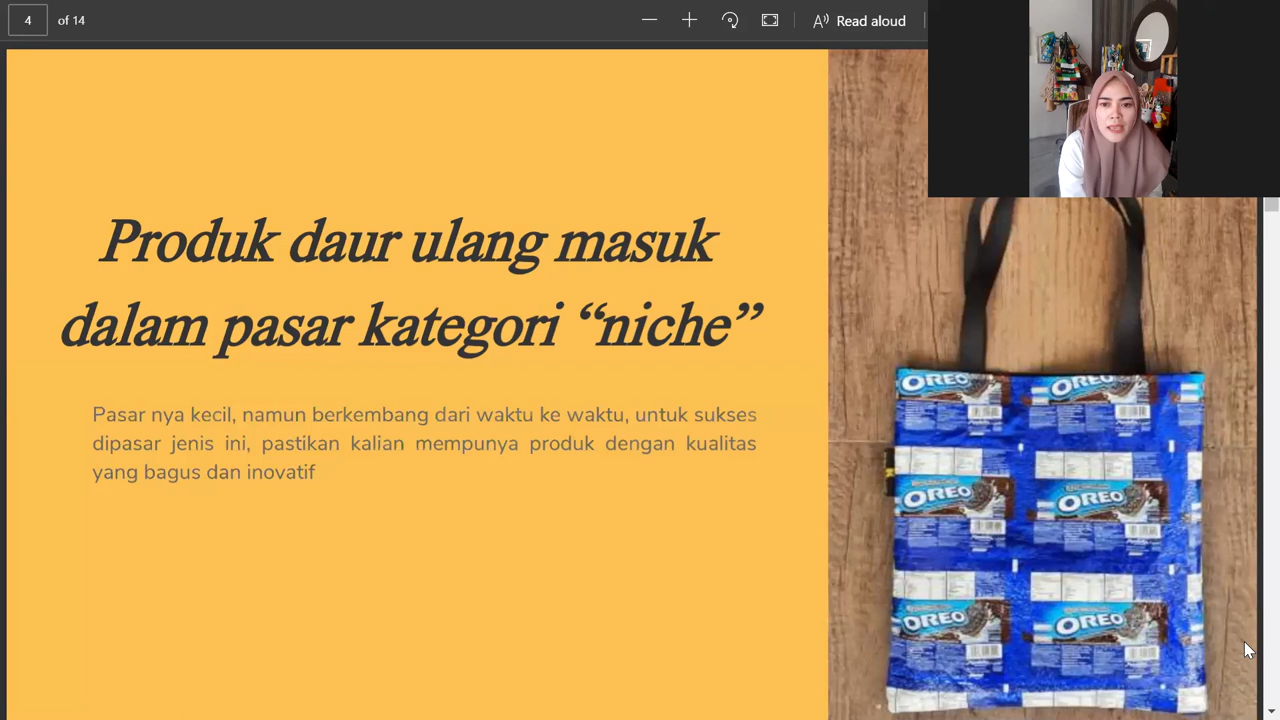 4 of 14
Read aloud
Produk daur ulang masuk
dalam pasar kategori “niche”
Pasar nya kecil, namun berkembang dari waktu ke waktu, untuk sukses
dipasar jenis ini, pastikan kalian mempunya produk dengan kualitas
yang bagus dan inovatif
OREO OREO
OREO OREO
OREO OREO